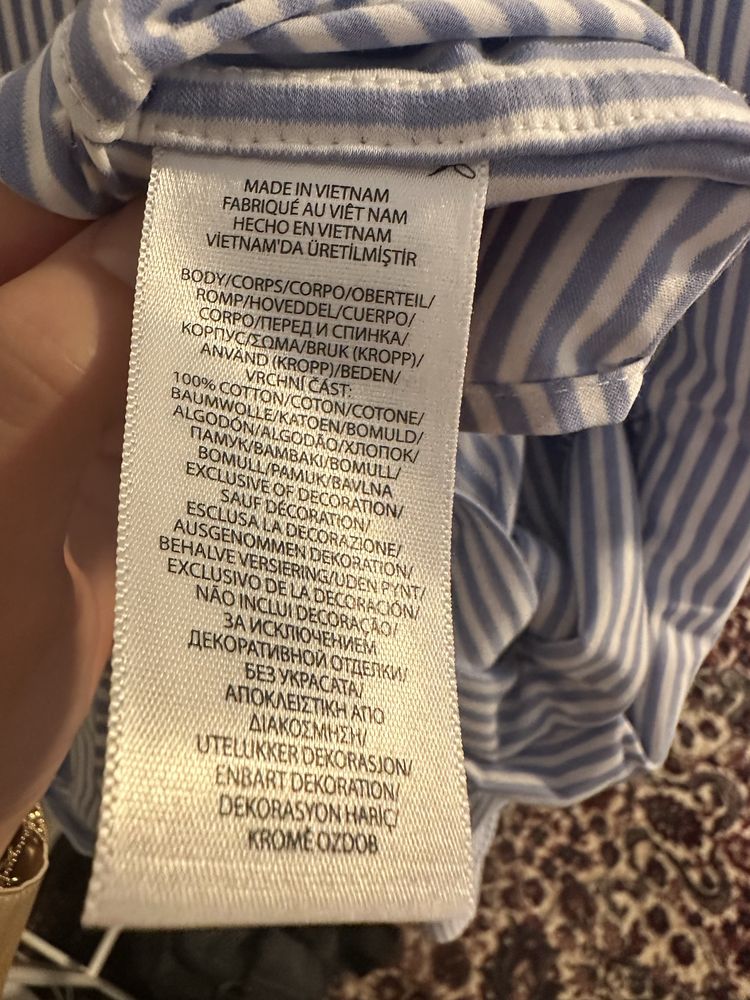 MADE IN VIETNAM
FABRIQUÉ AU VIÊT NAM
HECHO EN VIETNAM
VİETNAM'DA ÜRETİLMİŞTİR
BODY/CORPS/CORPO/OBERTEIL/
ROMP/HOVEDDEL/CUERPO/
CORPO/ПЕРЕД И СПИНКА/
КОРПУС/ΣΩΜΑ/BRUK (KROPP)/
ANVÄND (KROPP)/BEDEN/
VRCHNÍ ČÁST:
100% COTTON/COTON/COTONE/
BAUMWOLLE/KATOEN/BOMULD/
ALGODÓN/ALGODÃO/ХЛОПОК/
ПАМУК/ΒΑΜΒΑΚΙ/BOMULL/
BOMULL/PAMUK/BAVLNA
EXCLUSIVE OF DECORATION/
SAUF DÉCORATION/
ESCLUSA LA DECORAZIONE/
AUSGENOMMEN DEKORATION/
BEHALVE VERSIERING/UDEN PYNT/
EXCLUSIVO DE LA DECORACIÓN/
NÃO INCLUI DECORAÇÃO/
ЗА ИСКЛЮЧЕНИЕМ
ДЕКОРАТИВНОЙ ОТДЕЛКИ/
БЕЗ УКРАСАТА/
ΑΠΟΚΛΕΙΣΤΙΚΗ ΑΠΟ
ΔΙΑΚΟΣΜΗΣΗ/
UTELUKKER DEKORASJON/
ENBART DEKORATION/
DEKORASYON HARİÇ/
KROMĚ OZDOB